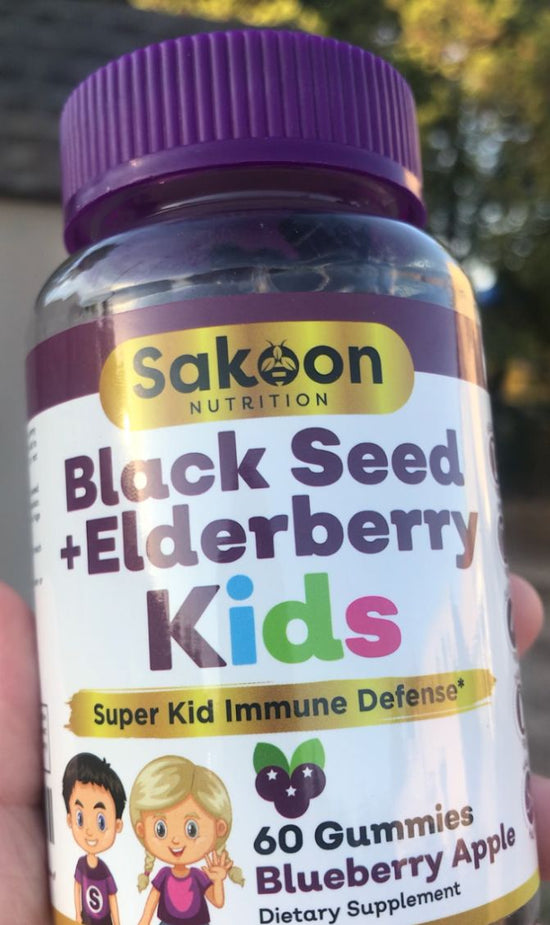 Sakoon
NUTRITION
Black Seed
+Elderberry
Kids
Super Kid Immune Defense*
S
60 Gummies
Blueberry Apple
Dietary Supplement